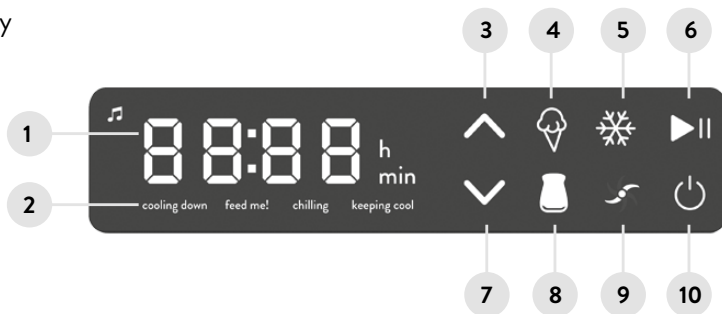 y
3 4 5 6
1 88:88 h
min
2 cooling down feed me! chilling keeping cool
7 8 9 10